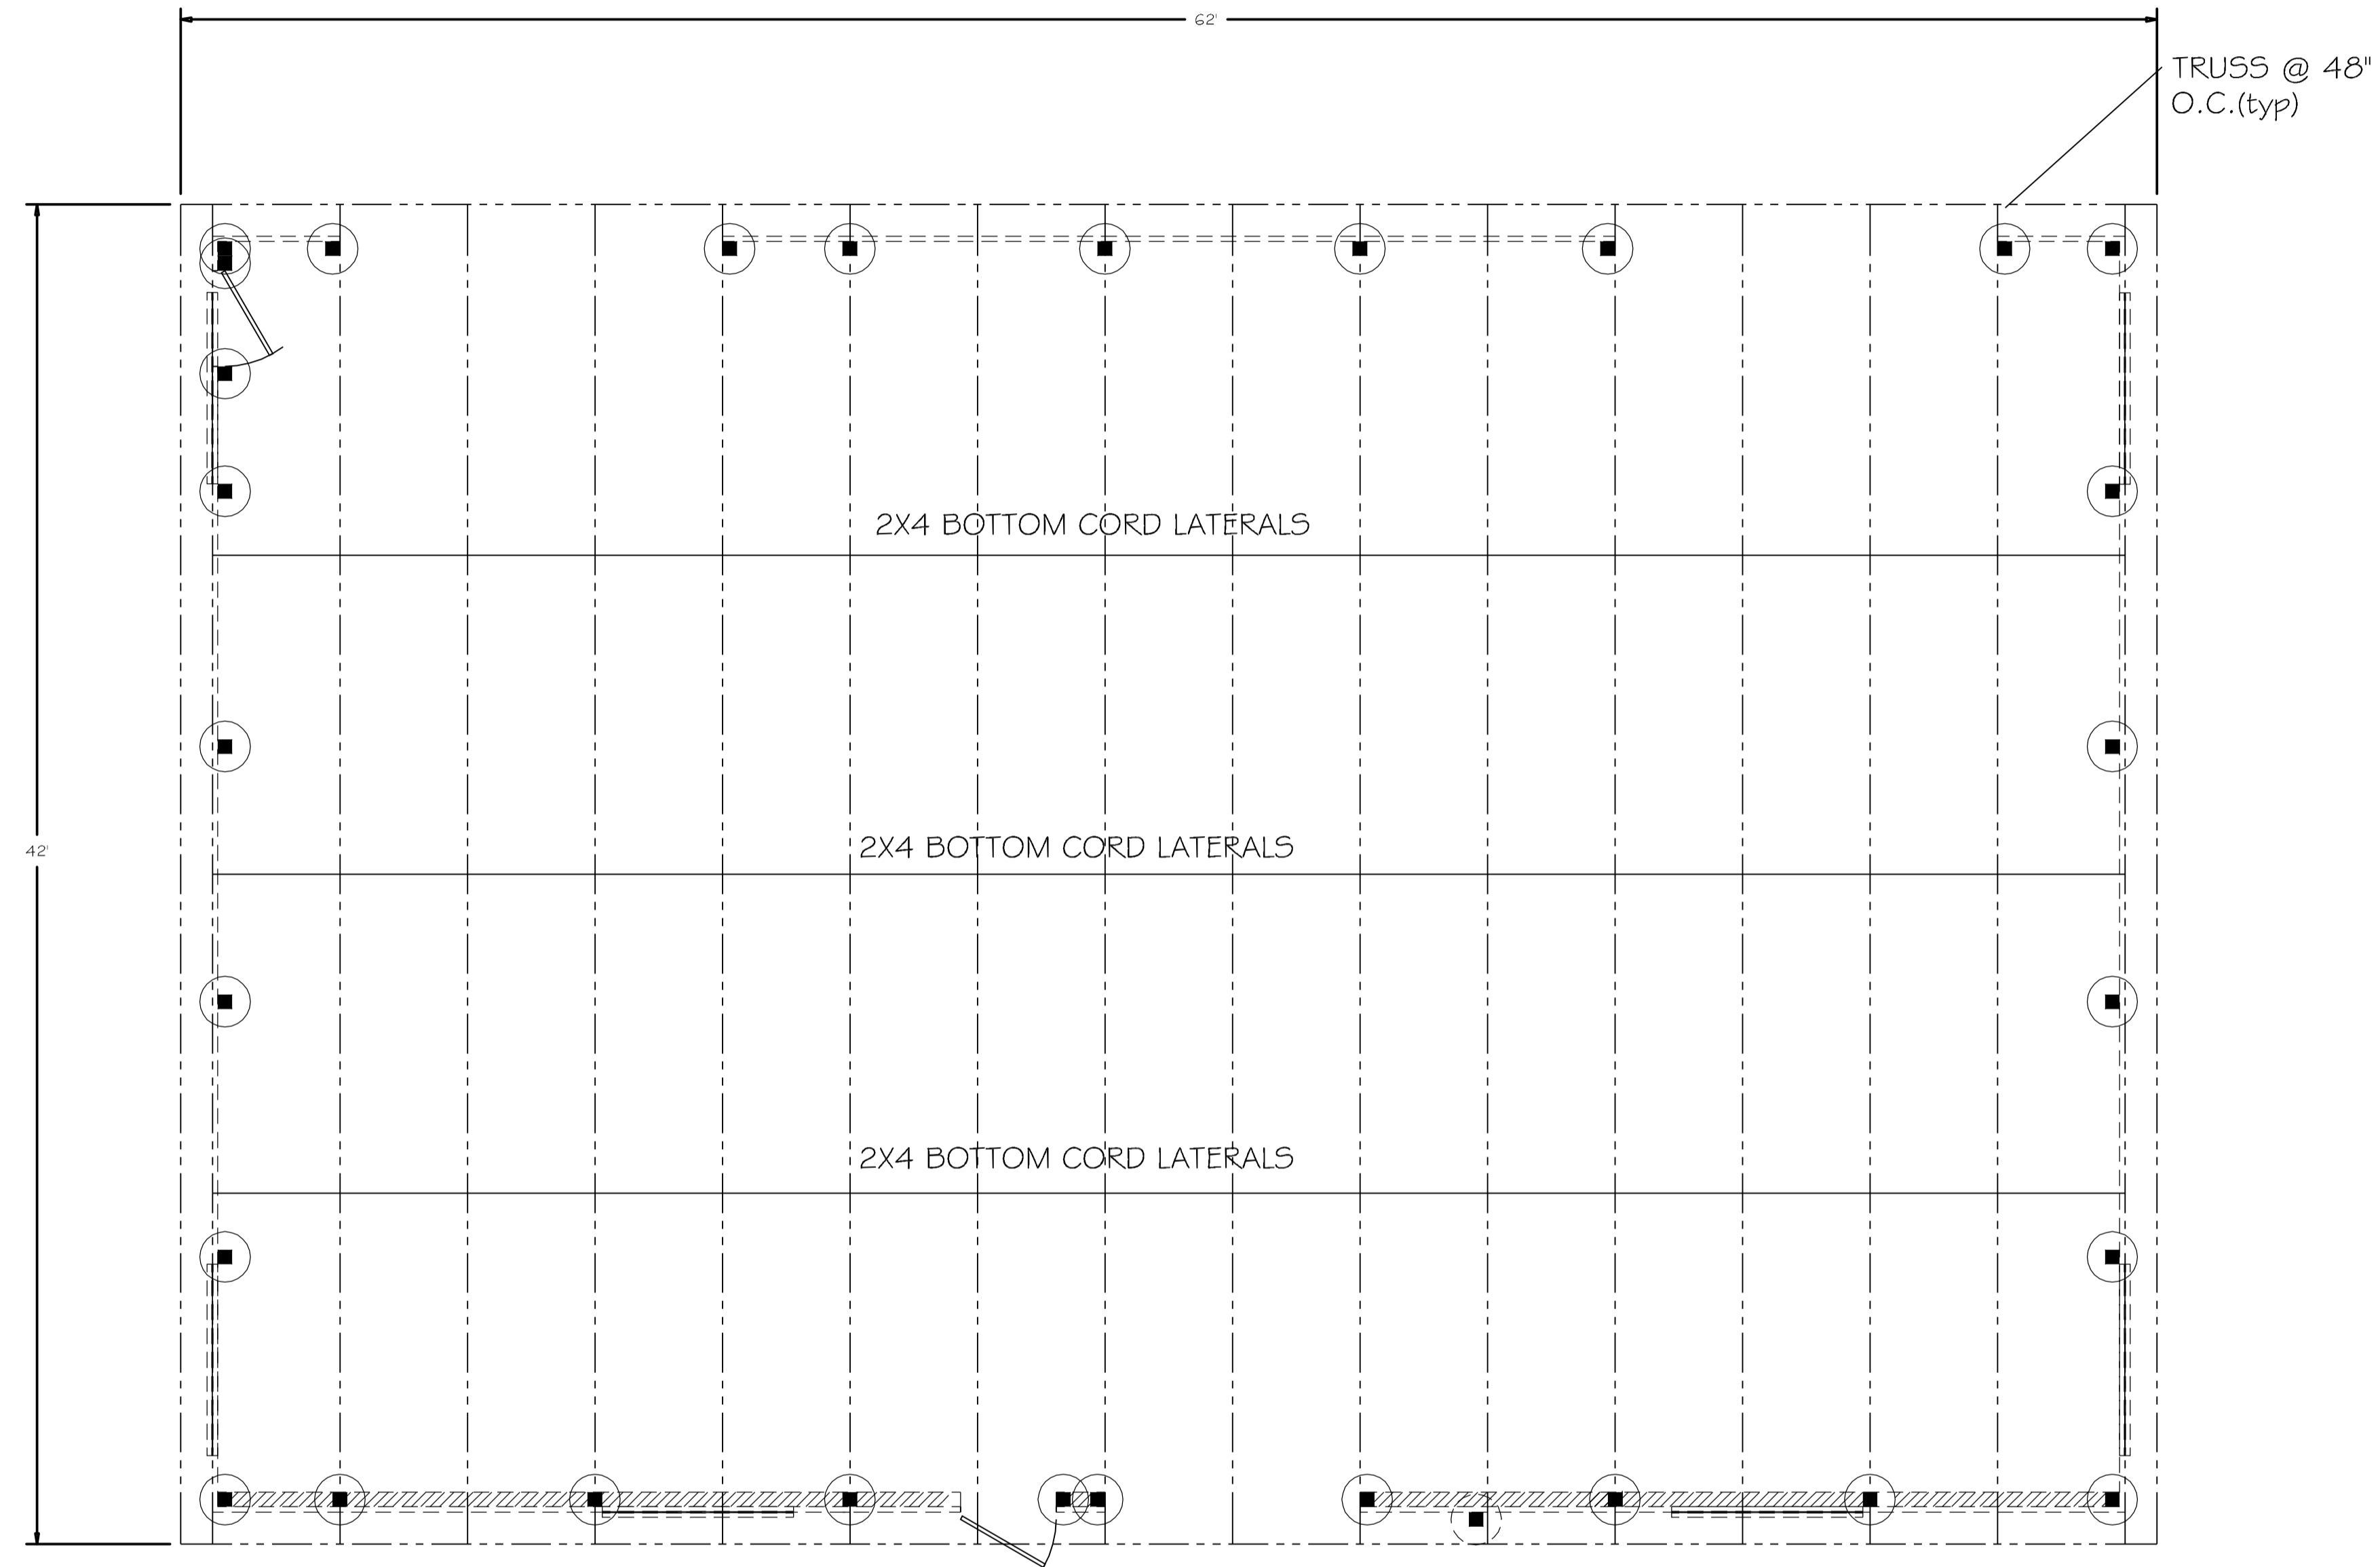 62'
TRUSS @ 48"
O.C.(typ)
2X4 BOTTOM CORD LATERALS
42'
2X4 BOTTOM CORD LATERALS
2X4 BOTTOM CORD LATERALS